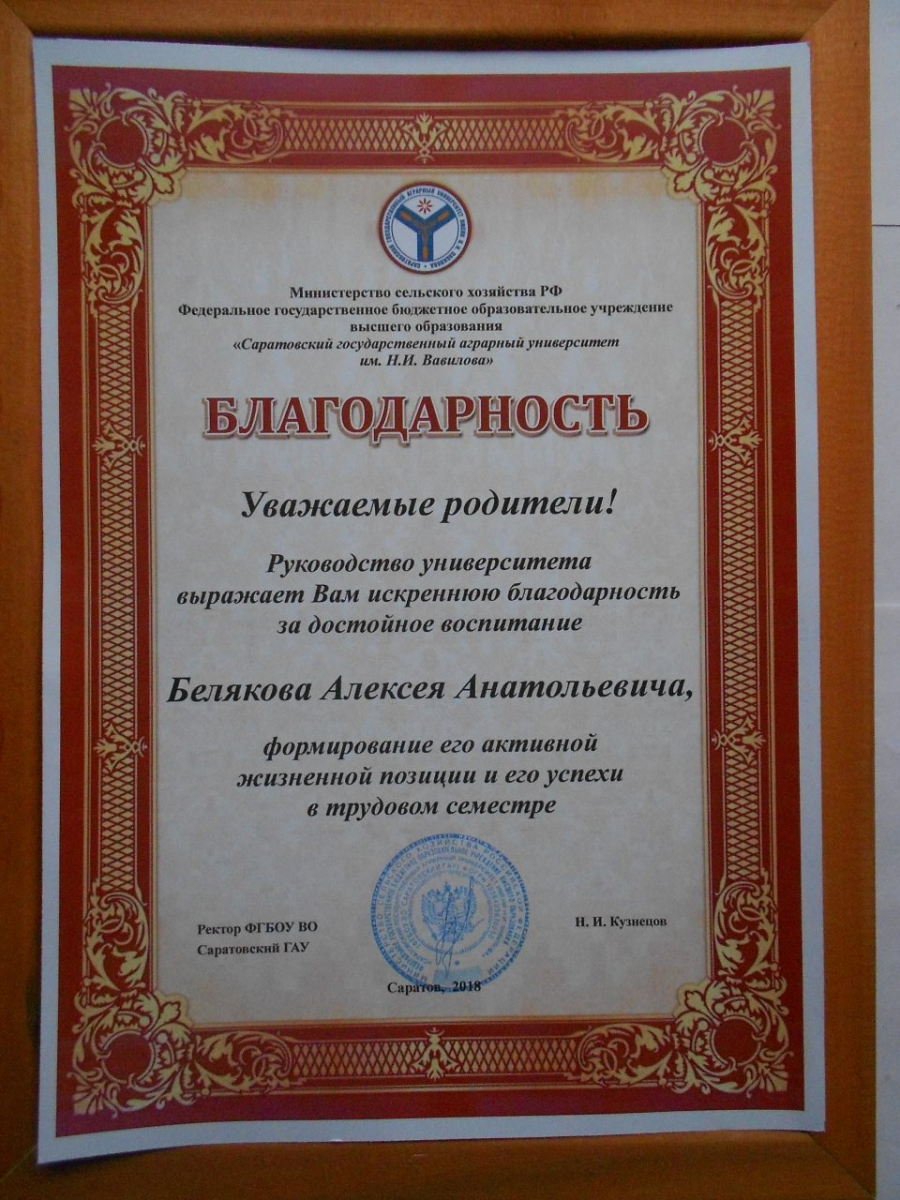 Министерство сельского хозяйства РФ
Федеральное государственное бюджетное образовательное учреждение
высшего образования
«Саратовский государственный аграрный университет
им. Н.И. Вавилова»
БЛАГОДАРНОСТЬ
Уважаемые родители!
Руководство университета
выражает Вам искреннюю благодарность
за достойное воспитание
Белякова Алексея Анатольевича,
формирование его активной
жизненной позиции и его успехи
в трудовом семестре
Ректор ФГБОУ ВО
Саратовский ГАУ
Н. И. Кузнецов
Саратов, 2018